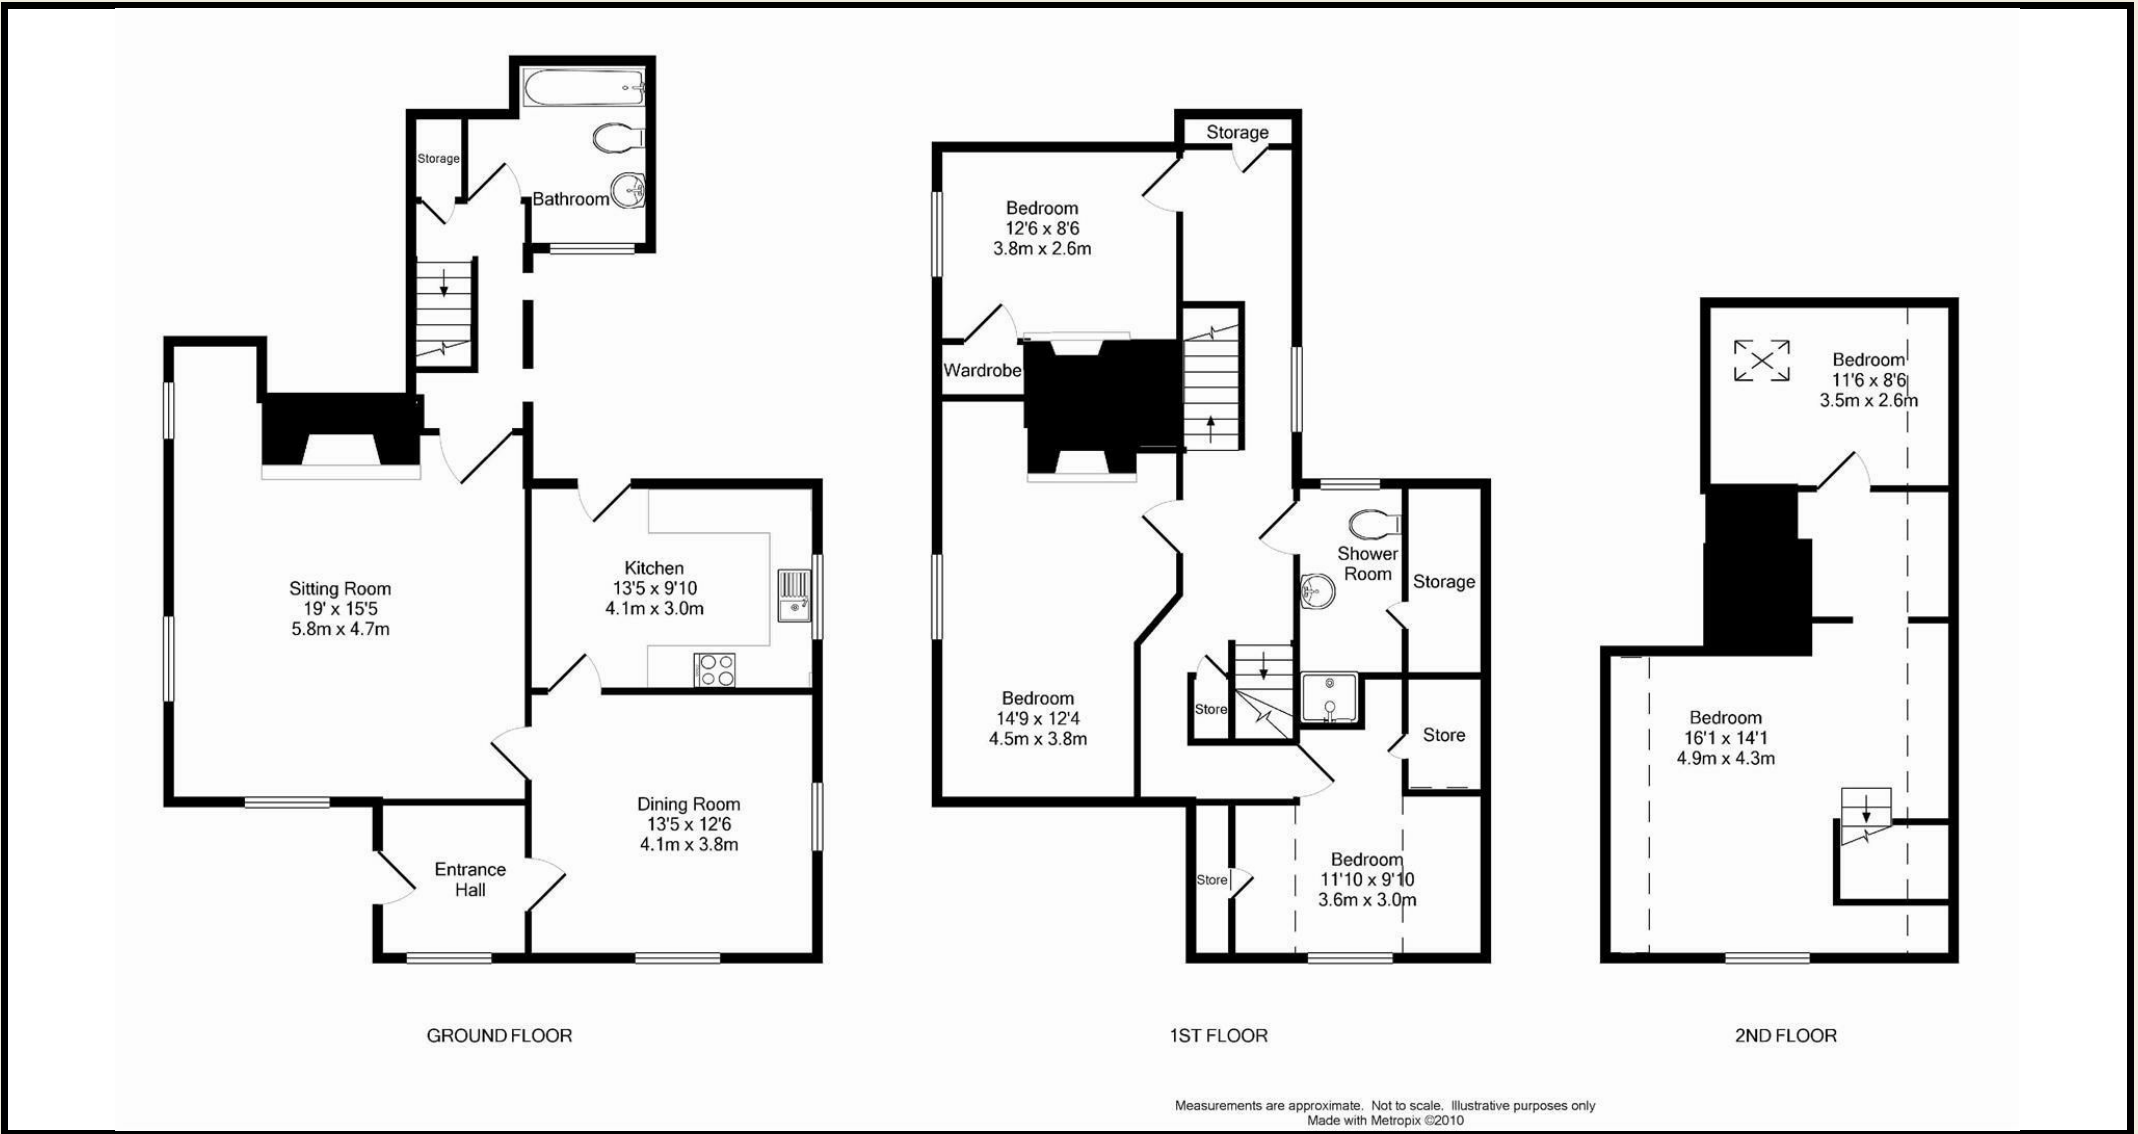 Storage
Bathroom
Sitting Room
19' x 15'5
5.8m x 4.7m
Kitchen
13'5 x 9'10
4.1m x 3.0m
Dining Room
13'5 x 12'6
4.1m x 3.8m
Entrance
Hall
GROUND FLOOR
Storage
Bedroom
12'6 x 8'6
3.8m x 2.6m
Wardrobe
Shower
Room
Storage
Bedroom
14'9 x 12'4
4.5m x 3.8m
Store
Store
Bedroom
11'10 x 9'10
3.6m x 3.0m
Store
1ST FLOOR
Bedroom
11'6 x 8'6
3.5m x 2.6m
Bedroom
16'1 x 14'1
4.9m x 4.3m
2ND FLOOR
Measurements are approximate. Not to scale. Illustrative purposes only
Made with Metropix ©2010